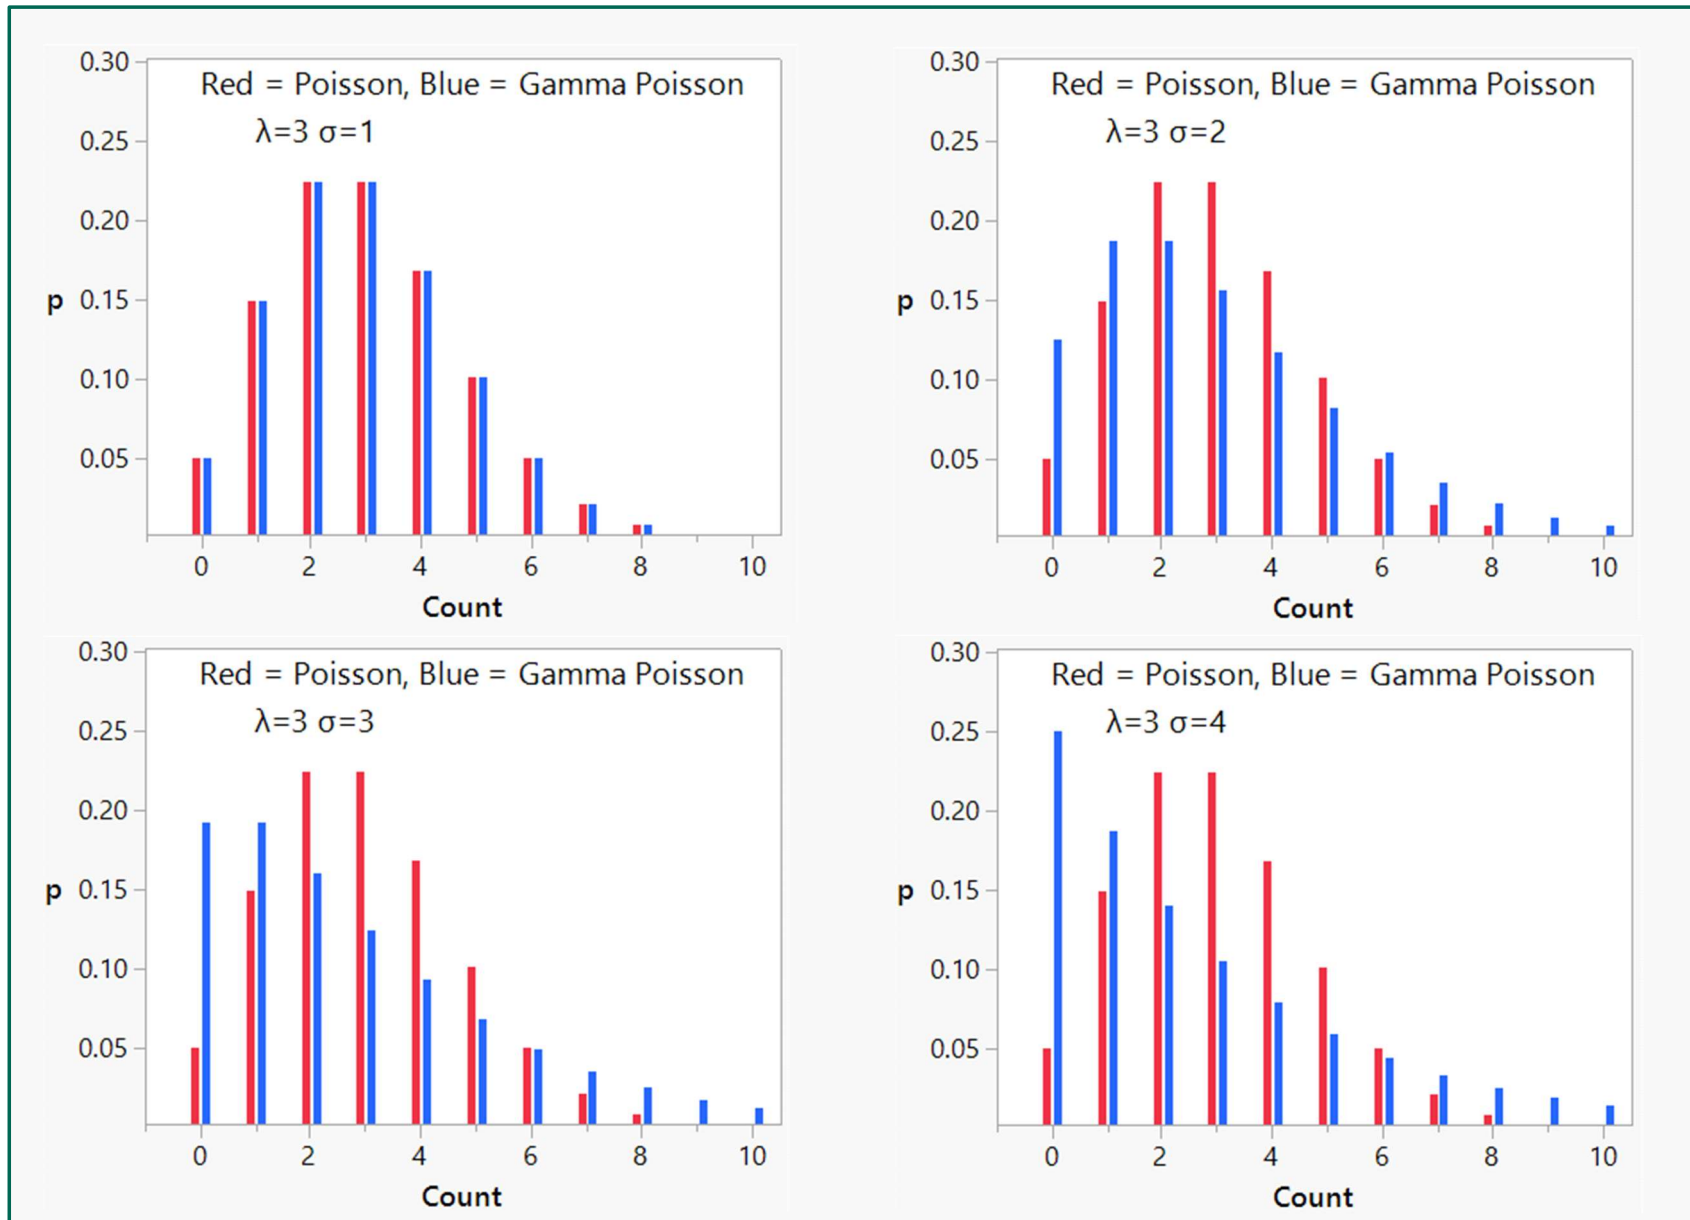 Red = Poisson, Blue = Gamma Poisson
λ=3 σ=1
0.30
0.25
0.20
0.15
0.10
0.05
p
0 2 4 6 8 10
Count
Red = Poisson, Blue = Gamma Poisson
λ=3 σ=2
0.30
0.25
0.20
0.15
0.10
0.05
p
0 2 4 6 8 10
Count
Red = Poisson, Blue = Gamma Poisson
λ=3 σ=3
0.30
0.25
0.20
0.15
0.10
0.05
p
0 2 4 6 8 10
Count
Red = Poisson, Blue = Gamma Poisson
λ=3 σ=4
0.30
0.25
0.20
0.15
0.10
0.05
p
0 2 4 6 8 10
Count